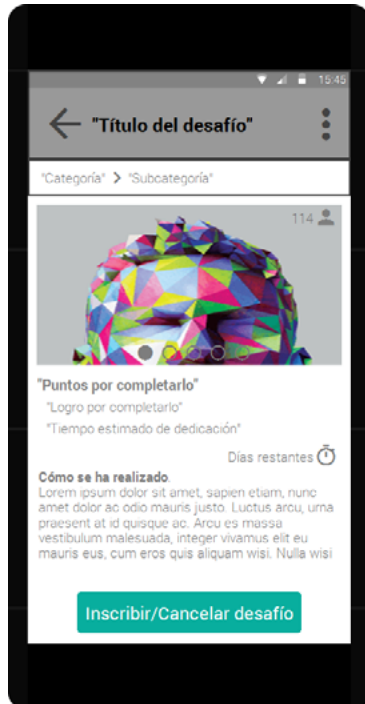 15:45
"Título del desafío"
"Categoría" > "Subcategoría"
114
"Puntos por completarlo"
"Logro por completarlo"
"Tiempo estimado de dedicación"
Días restantes
Cómo se ha realizado.
Lorem ipsum dolor sit amet, sapien etiam, nunc
amet dolor ac odio mauris justo. Luctus arcu, urna
praesent at id quisque ac. Arcu es massa
vestibulum malesuada, integer vivamus elit eu
mauris eus, cum eros quis aliquam wisi. Nulla wisi
Inscribir/Cancelar desafío